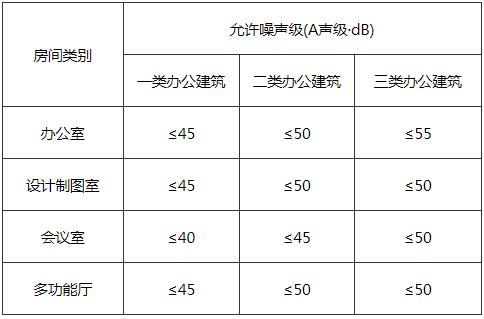 房间类别
允许噪声级(A声级·dB)
一类办公建筑 二类办公建筑 三类办公建筑
办公室 ≤45 ≤50 ≤55
设计制图室 ≤45 ≤50 ≤50
会议室 ≤40 ≤45 ≤50
多功能厅 ≤45 ≤50 ≤50